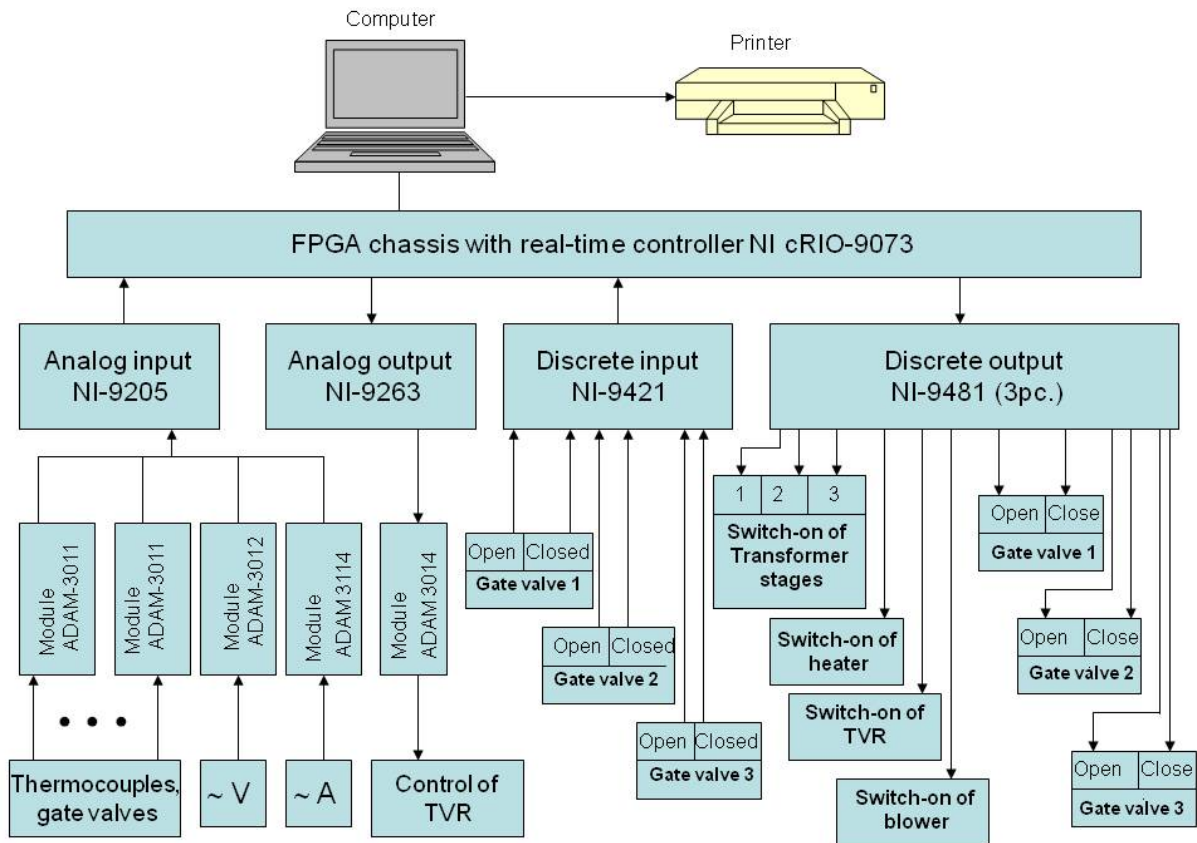 Computer
Printer
FPGA chassis with real-time controller NI cRIO-9073
Analog input
NI-9205
Analog output
NI-9263
Discrete input
NI-9421
Discrete output
NI-9481 (3pc.)
Module
ADAM-3011
Module
ADAM-3011
Module
ADAM-3012
Module
ADAM 3114
Module
ADAM 3014
Open Closed
Gate valve 1
Open Closed
Gate valve 2
Open Closed
Gate valve 3
1 2 3
Switch-on of
Transformer
stages
Switch-on of
heater
Switch-on of
TVR
Switch-on of
blower
Open Close
Gate valve 1
Open Close
Gate valve 2
Open Close
Gate valve 3
• • •
Thermocouples,
gate valves
~ V
~ A
Control of
TVR